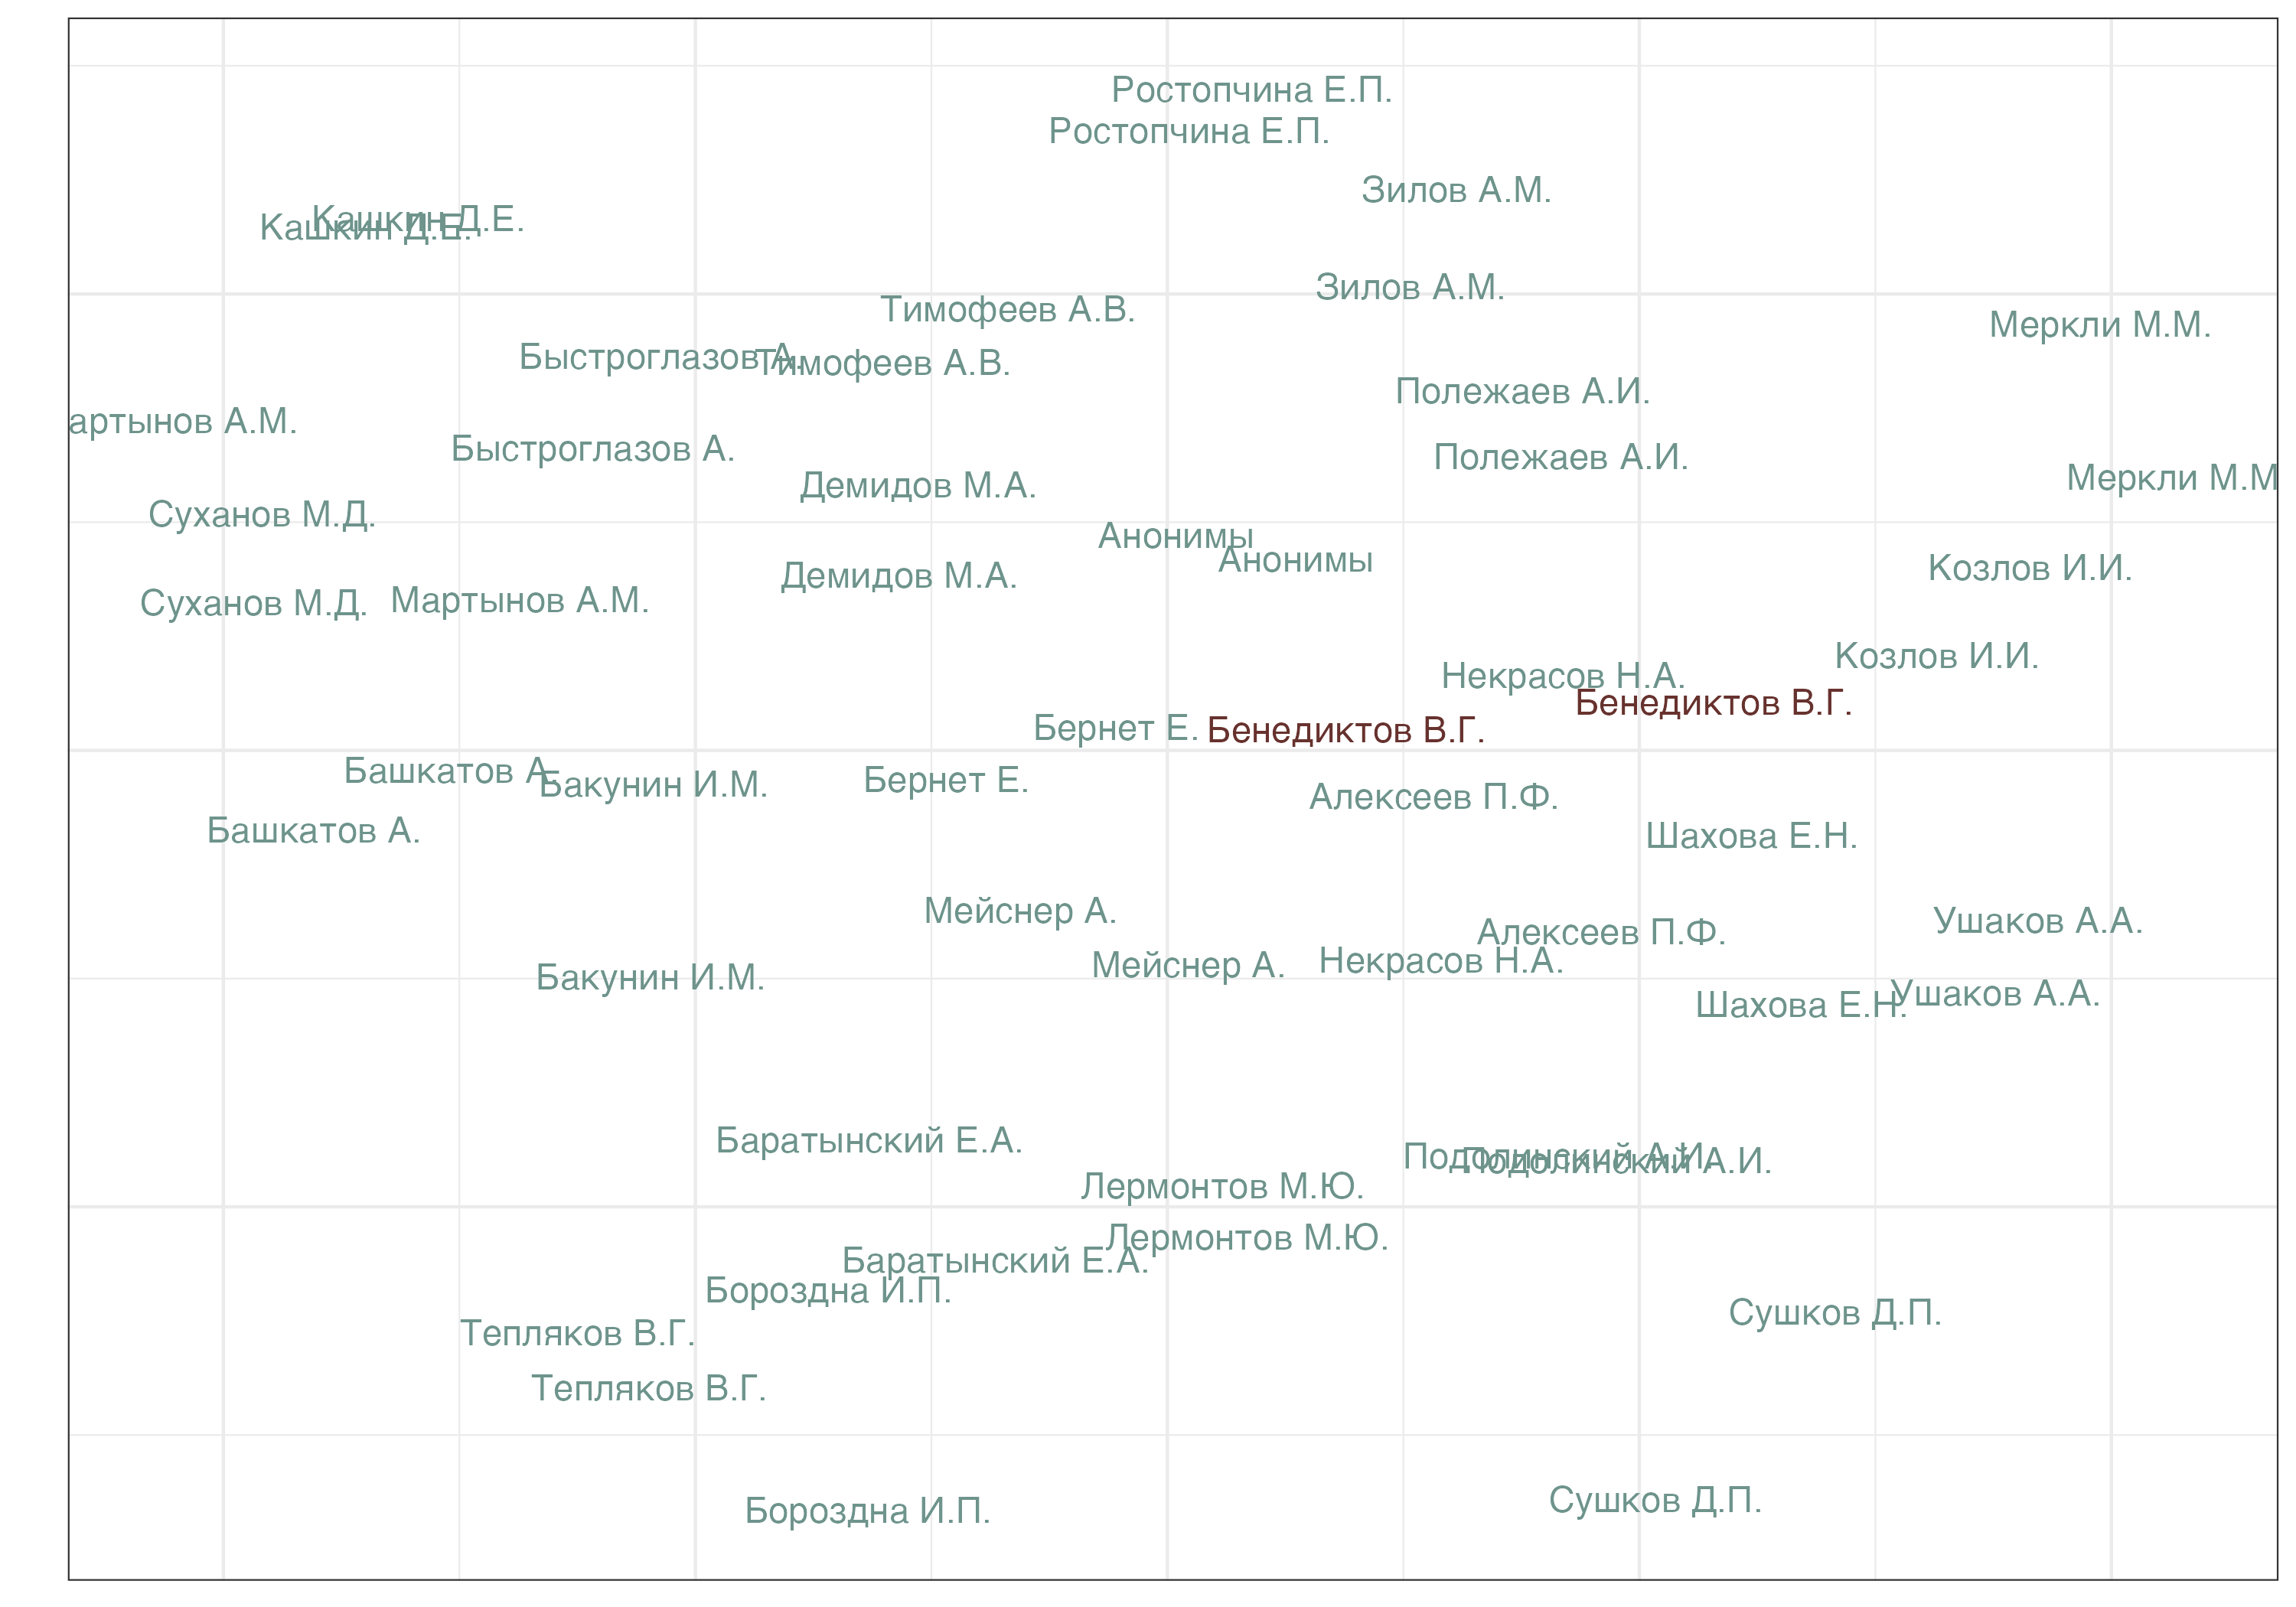 Ростопчина Е.П.
Ростопчина Е.П.
Зилов А.М.
Кашкин Д.Е.
Кашкин Д.Е.
Зилов А.М.
Тимофеев А.В.
Меркли М.М.
Быстроглазов А.
Тимофеев А.В.
Полежаев А.И.
артынов А.М.
Быстроглазов А.
Полежаев А.И.
Меркли М.М
Демидов М.А.
Суханов М.Д.
Анонимы
Анонимы
Козлов И.И.
Демидов М.А.
Мартынов А.М.
Суханов М.Д.
Козлов И.И.
Некрасов Н.А.
Бенедиктов В.Г.
Бернет Е.
Бенедиктов В.Г.
Башкатов А.
Бернет Е.
Бакунин И.М.
Алексеев П.Ф.
Башкатов А.
Шахова Е.Н.
Мейснер А.
Ушаков А.А.
Алексеев П.Ф.
Некрасов Н.А.
Мейснер А.
Бакунин И.М.
Ушаков А.А.
Шахова Е.Н.
Баратынский Е.А.
Подолинский А.И.
Подолинский А.И.
Лермонтов М.Ю.
Лермонтов М.Ю.
Баратынский Е.А.
Бороздна И.П.
Сушков Д.П.
Тепляков В.Г.
Тепляков В.Г.
Сушков Д.П.
Бороздна И.П.